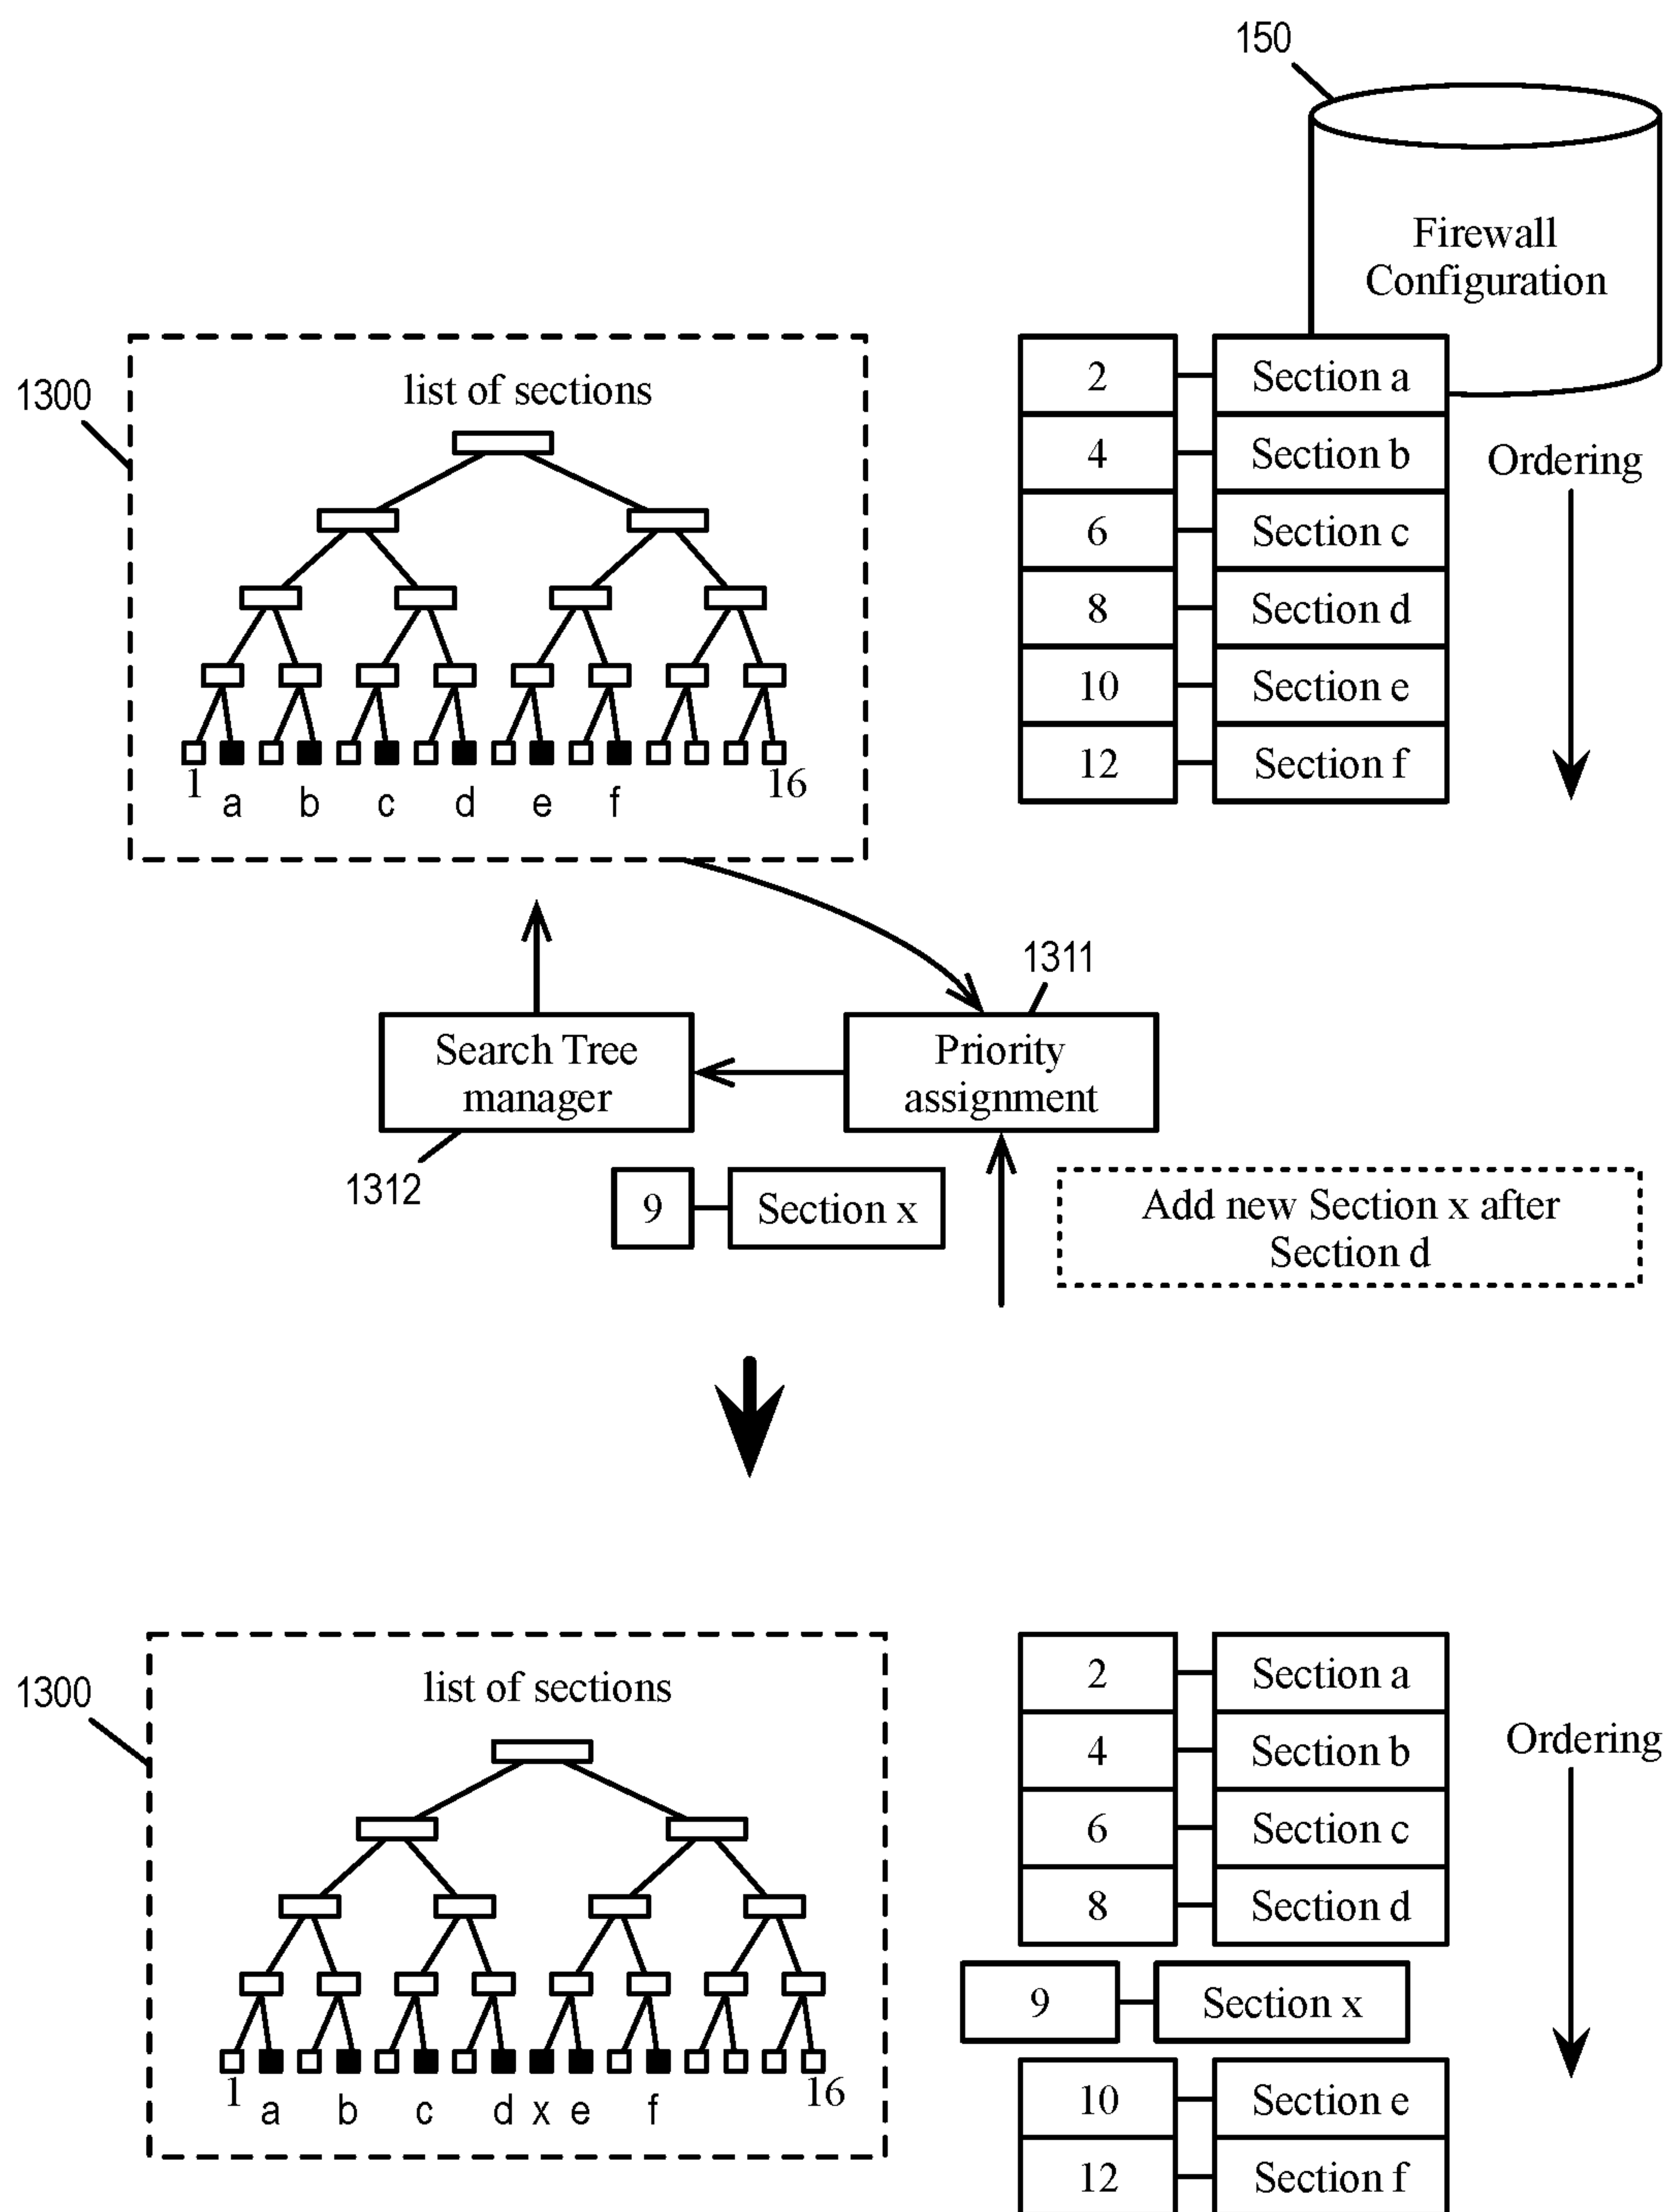 150
Firewall
Configuration
1300
list of sections
1
a
b
c
d
e
f
16
2
Section a
4
Section b
6
Section c
8
Section d
10
Section e
12
Section f
Ordering
1311
Search Tree
manager
Priority
assignment
1312
9
Section x
Add new Section x after
Section d
1300
list of sections
1
a
b
c
d
x
e
f
16
2
Section a
4
Section b
6
Section c
8
Section d
9
Section x
10
Section e
12
Section f
Ordering